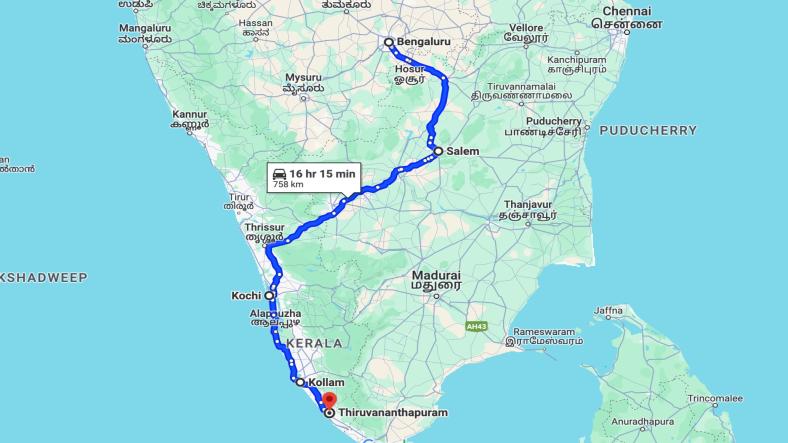 ಉಡುಪಿ
ಚಿಕ್ಕಮಗಳೂರು
ತುಮಕೂರು
Mangaluru
ಮಂಗಳೂರು
Hassan
ಹಾಸನ
Bengaluru
Hosur
ஓசூர்
Vellore
வேலூர்
Chennai
சென்னை
Kanchipuram
காஞ்சிபுரம்
Mysuru
ಮೈಸೂರು
Tiruvannamalai
திருவண்ணாமலை
Kannur
കണ്ണൂർ
Puducherry
பாண்டிச்சேரி
PUDUCHERRY
Salem
16 hr 15 min
758 km
Tirur
തിരൂർ
Thanjavur
தஞ்சாவூர்
Thrissur
തൃശൂർ
KSHADWEEP
Madurai
மதுரை
Kochi
Alappuzha
ആലപ്പുഴ
Jaffna
AH43
Rameswaram
இராமேஸ்வரம்
KERALA
Kollam
Thiruvananthapuram
Trincomalee
Anuradhapura